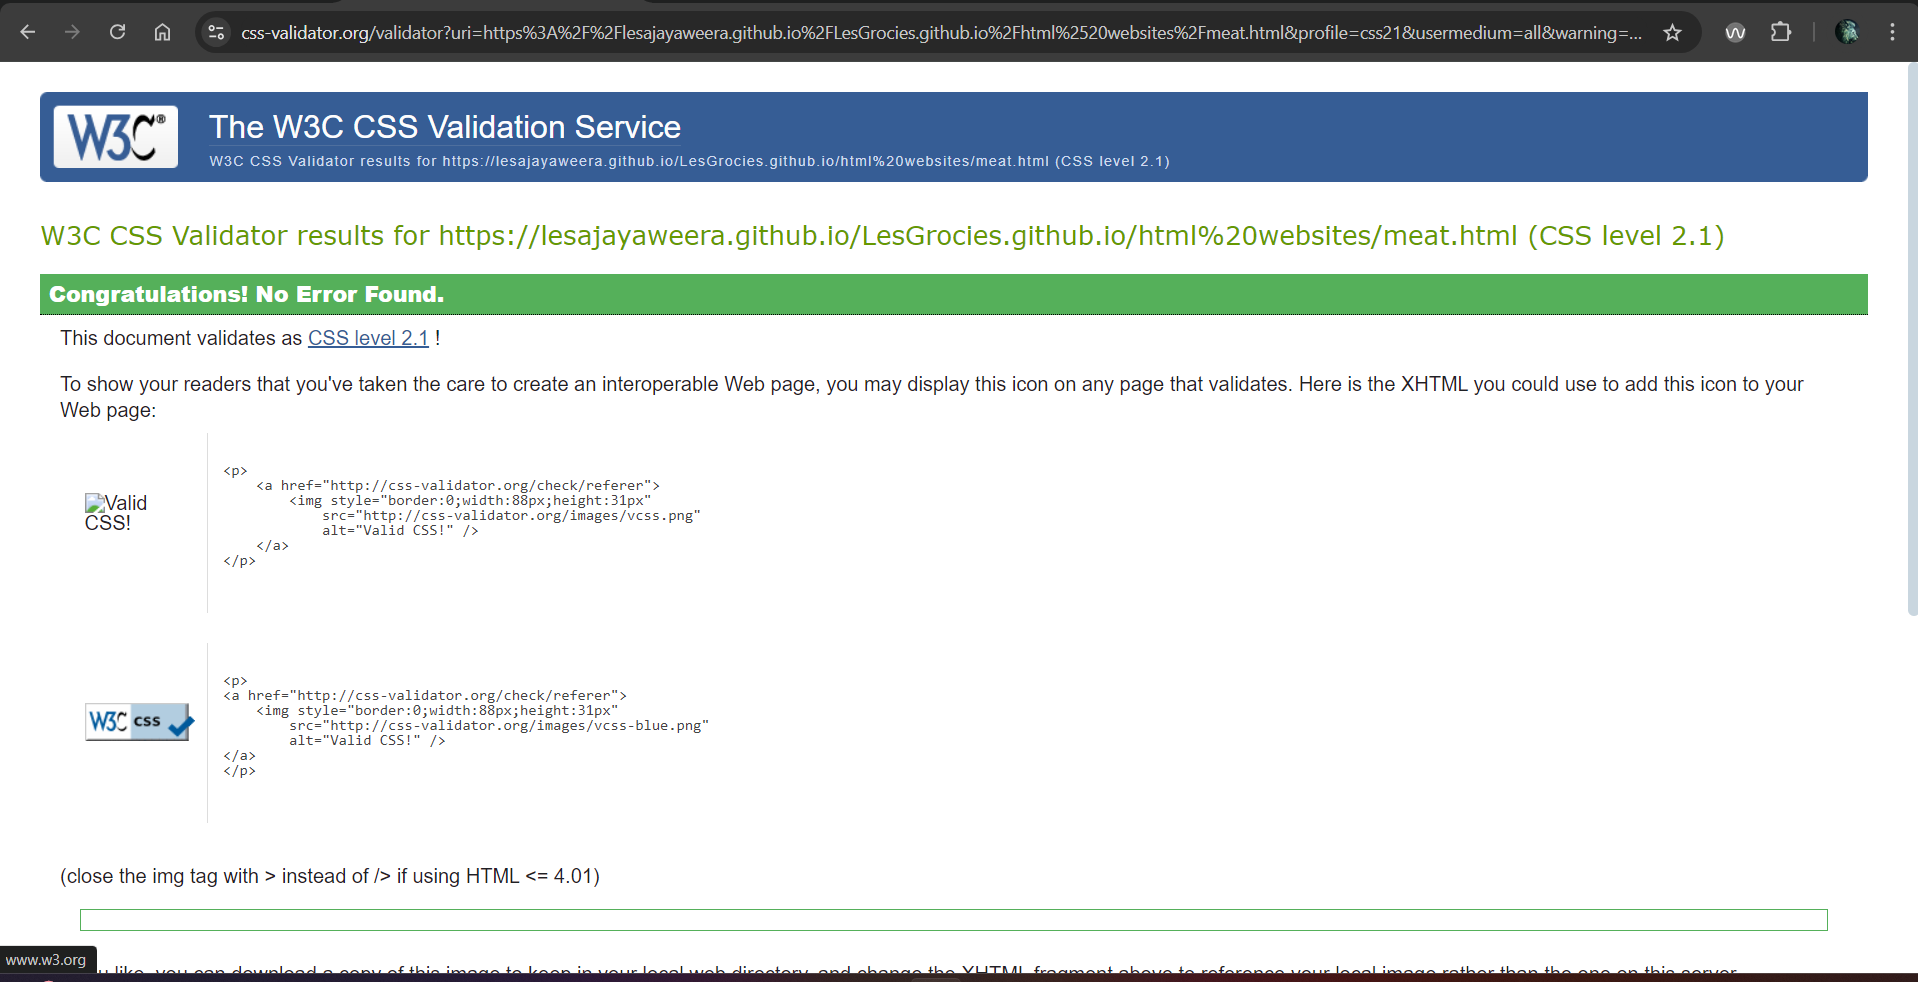 css-validator.org/validator?uri=https%3A%2F%2Flesajayaweera.github.io%2FLesGrocies.github.io%2Fhtml%2520websites%2Fmeat.html&profile=css21&usermedium=all&warning=...
W3C®
The W3C CSS Validation Service
W3C CSS Validator results for https://lesajayaweera.github.io/LesGrocies.github.io/html%20websites/meat.html (CSS level 2.1)
W3C CSS Validator results for https://lesajayaweera.github.io/LesGrocies.github.io/html%20websites/meat.html (CSS level 2.1)
Congratulations! No Error Found.
This document validates as CSS level 2.1 !
To show your readers that you've taken the care to create an interoperable Web page, you may display this icon on any page that validates. Here is the XHTML you could use to add this icon to your
Web page:
Valid
CSS!
<p>
<a href="http://css-validator.org/check/referer">
<img style="border:0;width:88px;height:31px"
src="http://css-validator.org/images/vcss.png"
alt="Valid CSS!" />
</a>
</p>
W3C css
<p>
<a href="http://css-validator.org/check/referer">
<img style="border:0;width:88px;height:31px"
src="http://css-validator.org/images/vcss-blue.png"
alt="Valid CSS!" />
</a>
</p>
(close the img tag with > instead of /> if using HTML <= 4.01)
www.w3.org
like, you can download a copy of this image to keep in your local web directory, and change the XHTML fragment above to reference your local image rather than the one on this server.